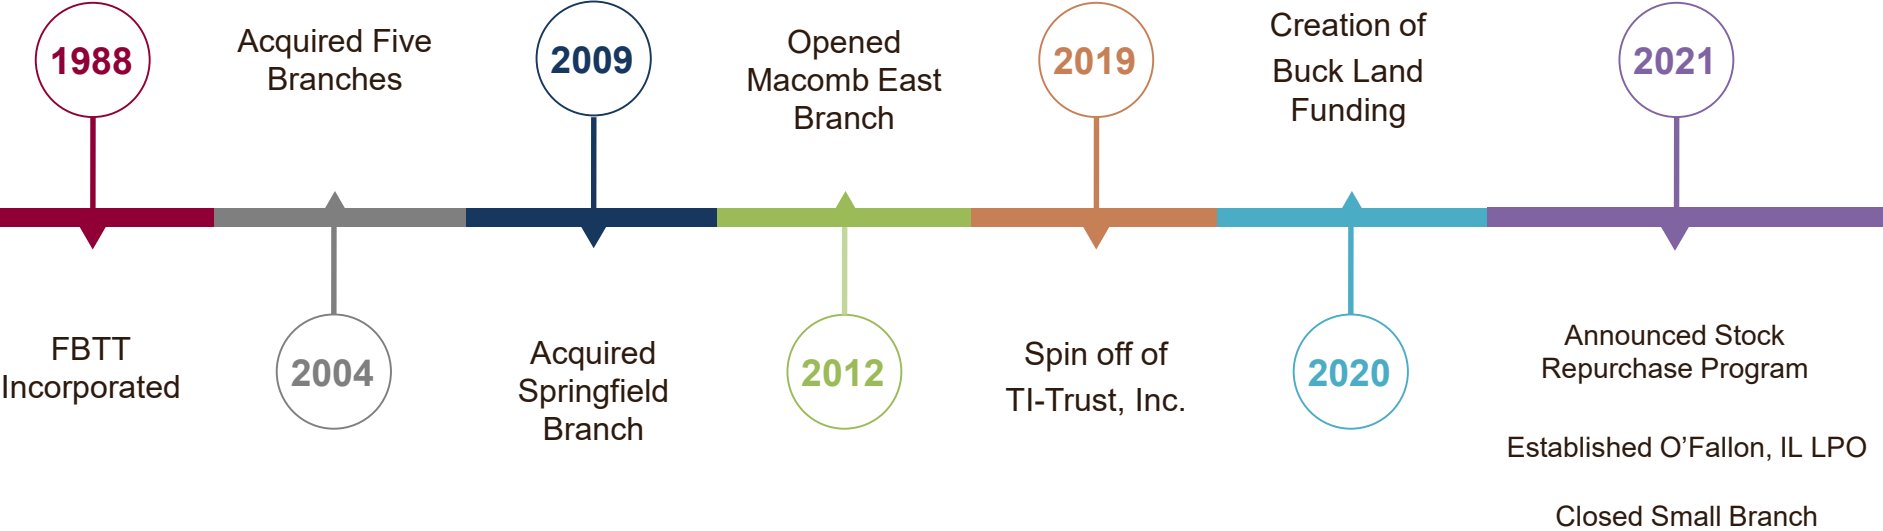 1988
FBTT
Incorporated
Acquired Five
Branches
2004
2009
Acquired
Springfield
Branch
Opened
Macomb East
Branch
2012
2019
Spin off of
TI-Trust, Inc.
Creation of
Buck Land
Funding
2020
2021
Announced Stock
Repurchase Program
Established O’Fallon, IL LPO
Closed Small Branch